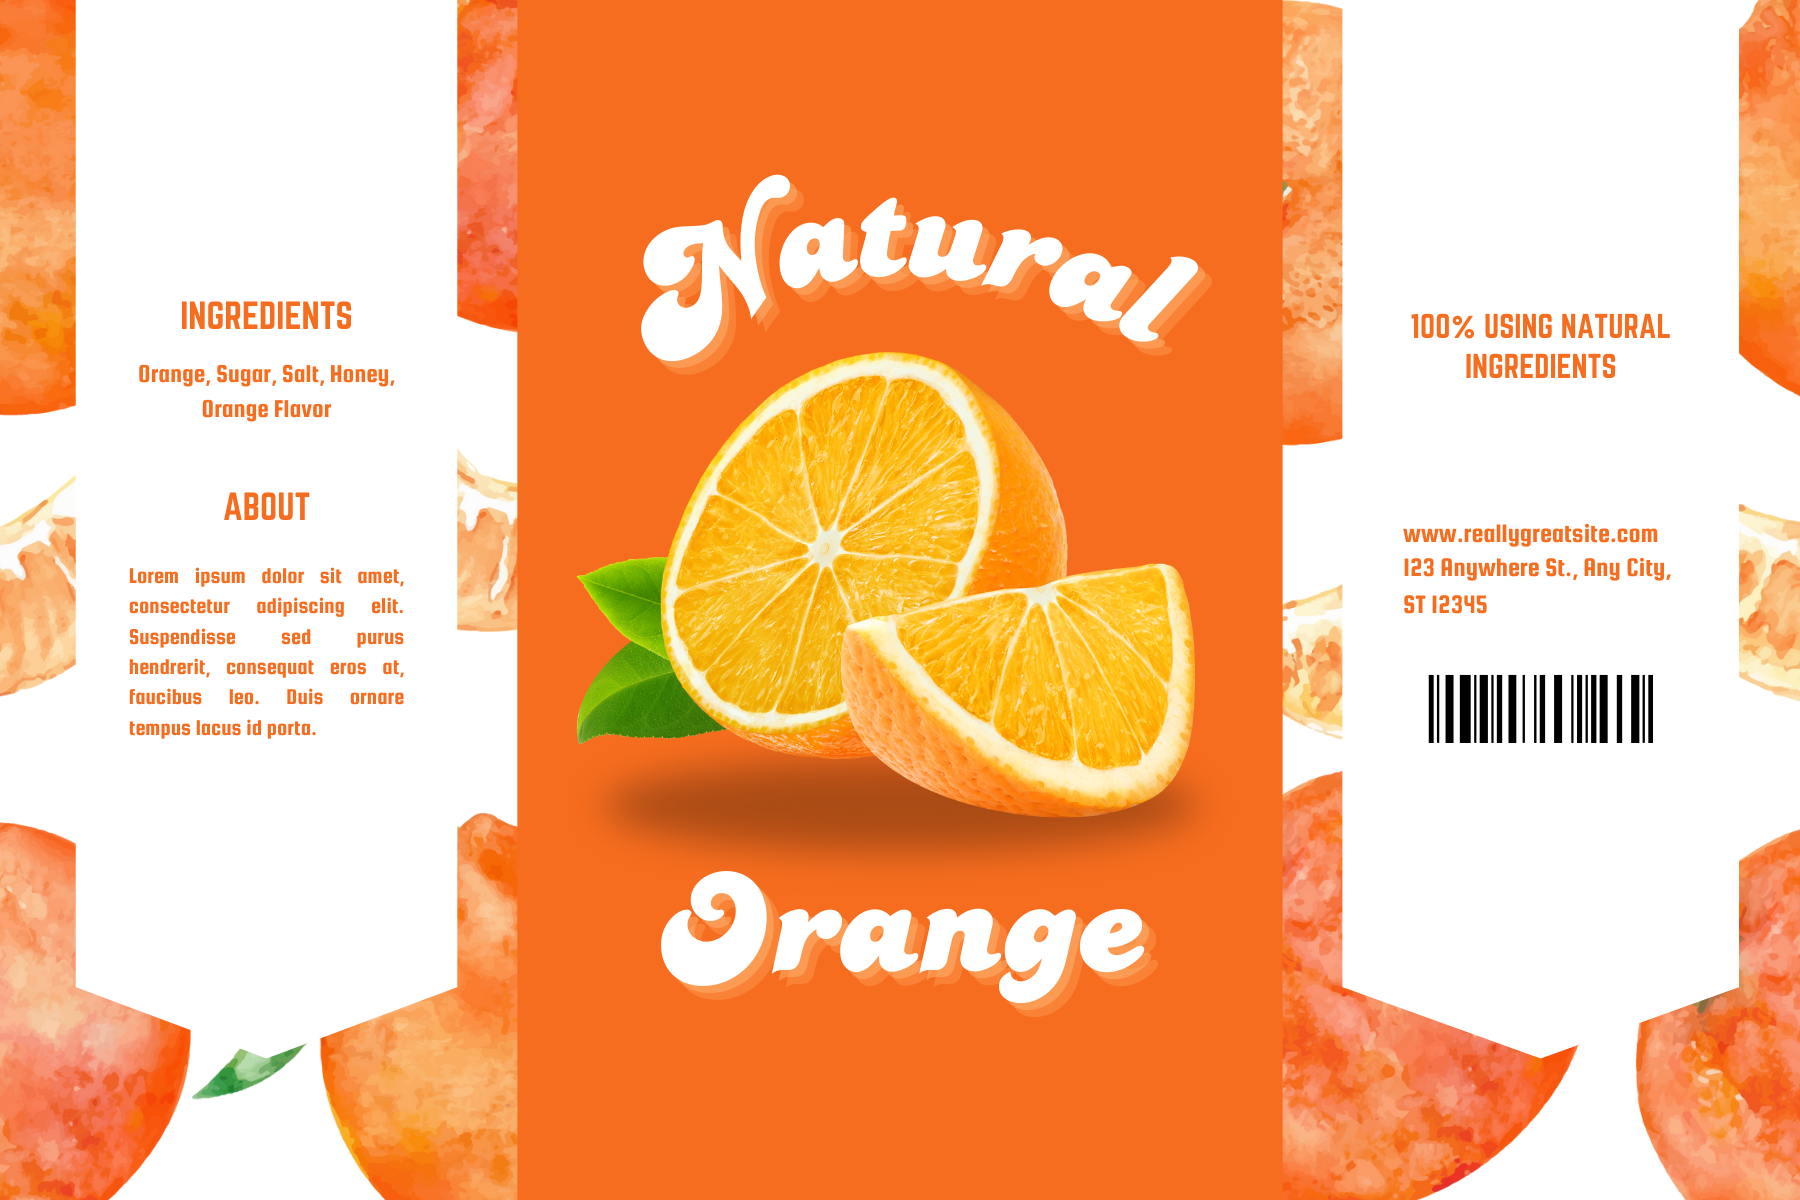 INGREDIENTS
Orange, Sugar, Salt, Honey,
Orange Flavor
ABOUT
Lorem ipsum dolor sit amet,
consectetur adipiscing elit.
Suspendisse sed purus
hendrerit, consequat eros at,
faucibus leo. Duis ornare
tempus lacus id porta.
Natural
Orange
100% USING NATURAL
INGREDIENTS
www.reallygreatsite.com
123 Anywhere St., Any City,
ST 12345